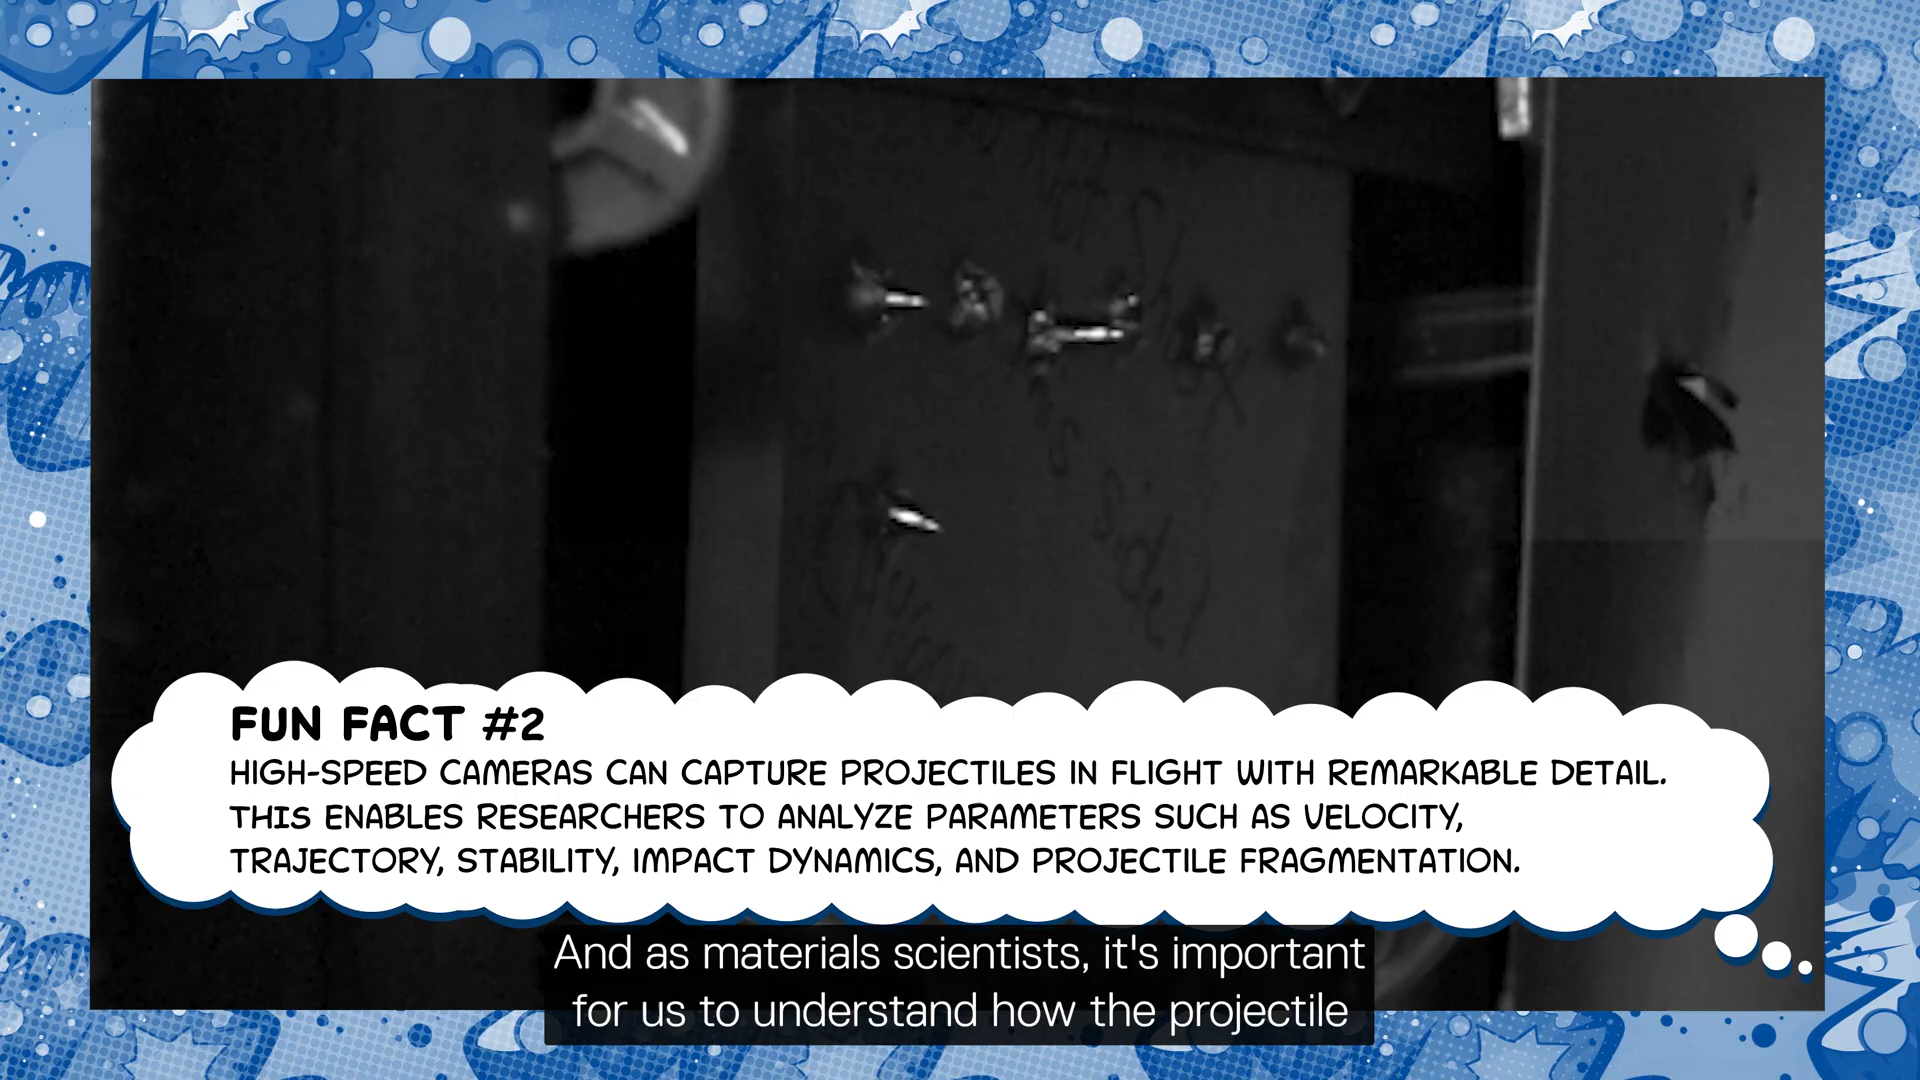 FUN FACT #2
HIGH-SPEED CAMERAS CAN CAPTURE PROJECTILES IN FLIGHT WITH REMARKABLE DETAIL.
THIS ENABLES RESEARCHERS TO ANALYZE PARAMETERS SUCH AS VELOCITY,
TRAJECTORY, STABILITY, IMPACT DYNAMICS, AND PROJECTILE FRAGMENTATION.
And as materials scientists, it's important
for us to understand how the projectile